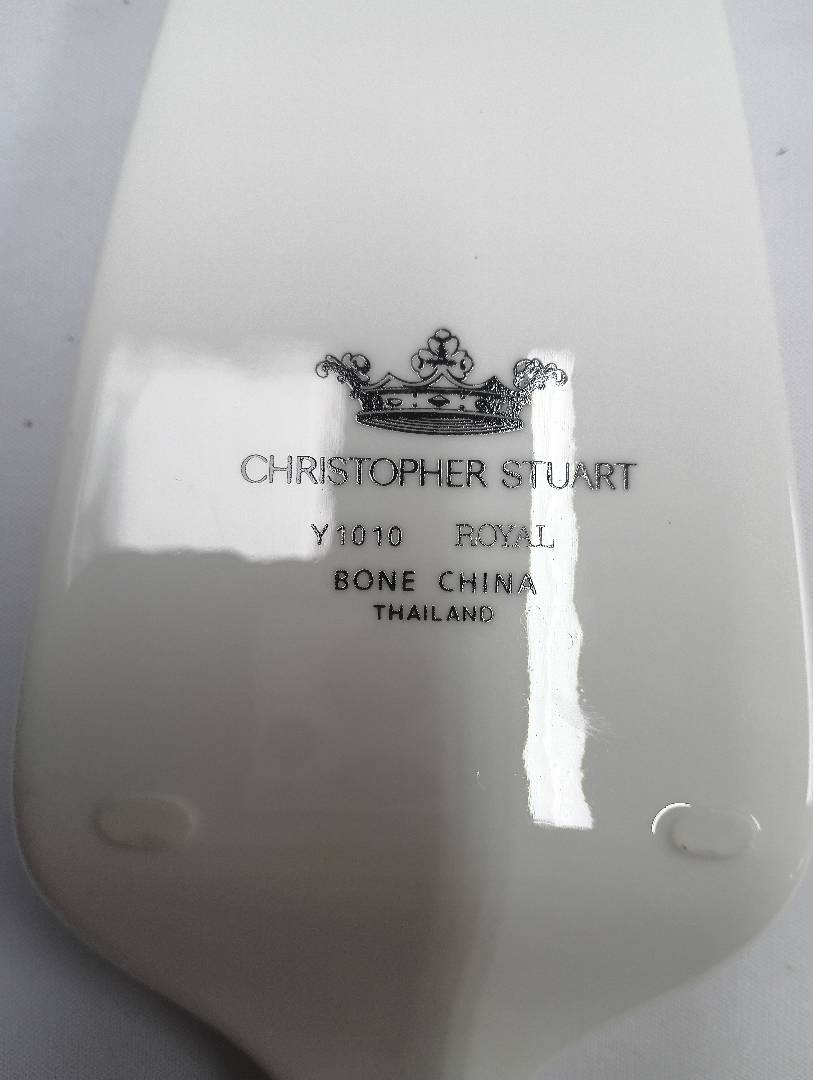 CHRISTOPHER STUART
Y1010 ROYAL
BONE CHINA
THAILAND